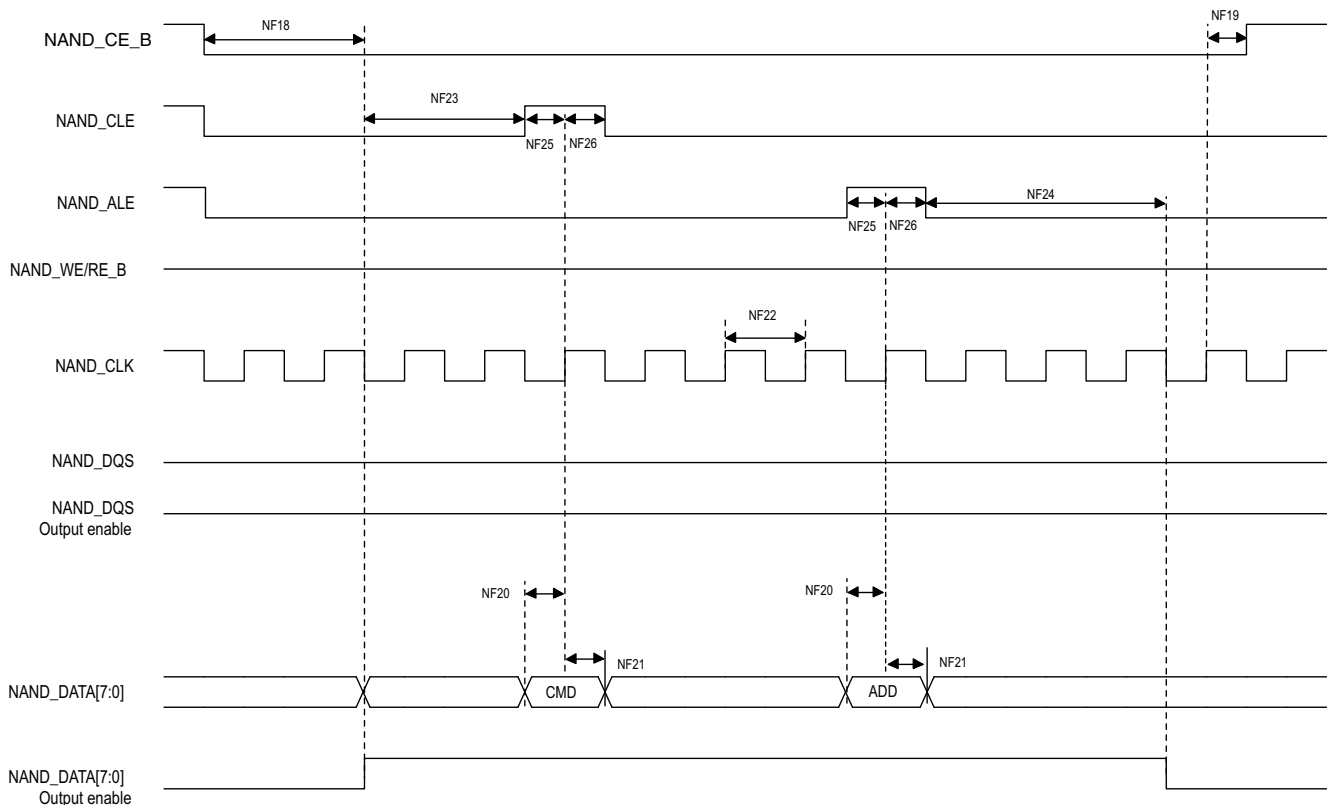 NF18
NF19
NAND_CE_B
NF23
NAND_CLE
NF25 NF26
NAND_ALE
NF24
NF25 NF26
NAND_WE/RE_B
NF22
NAND_CLK
NAND_DQS
NAND_DQS
Output enable
NF20
NF20
NF21
NF21
NAND_DATA[7:0]
CMD
ADD
NAND_DATA[7:0]
Output enable